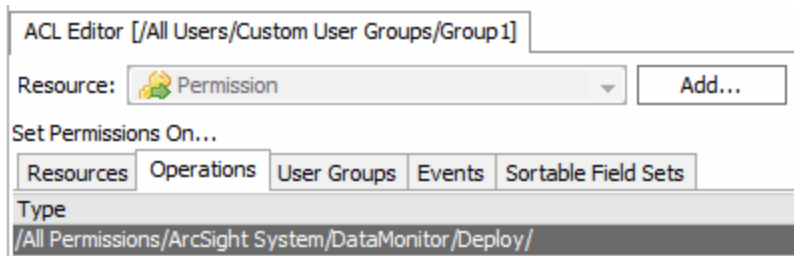 ACL Editor [/All Users/Custom User Groups/Group1]
Resource: Permission Add...
Set Permissions On...
Resources Operations User Groups Events Sortable Field Sets
Type
/All Permissions/ArcSight System/DataMonitor/Deploy/